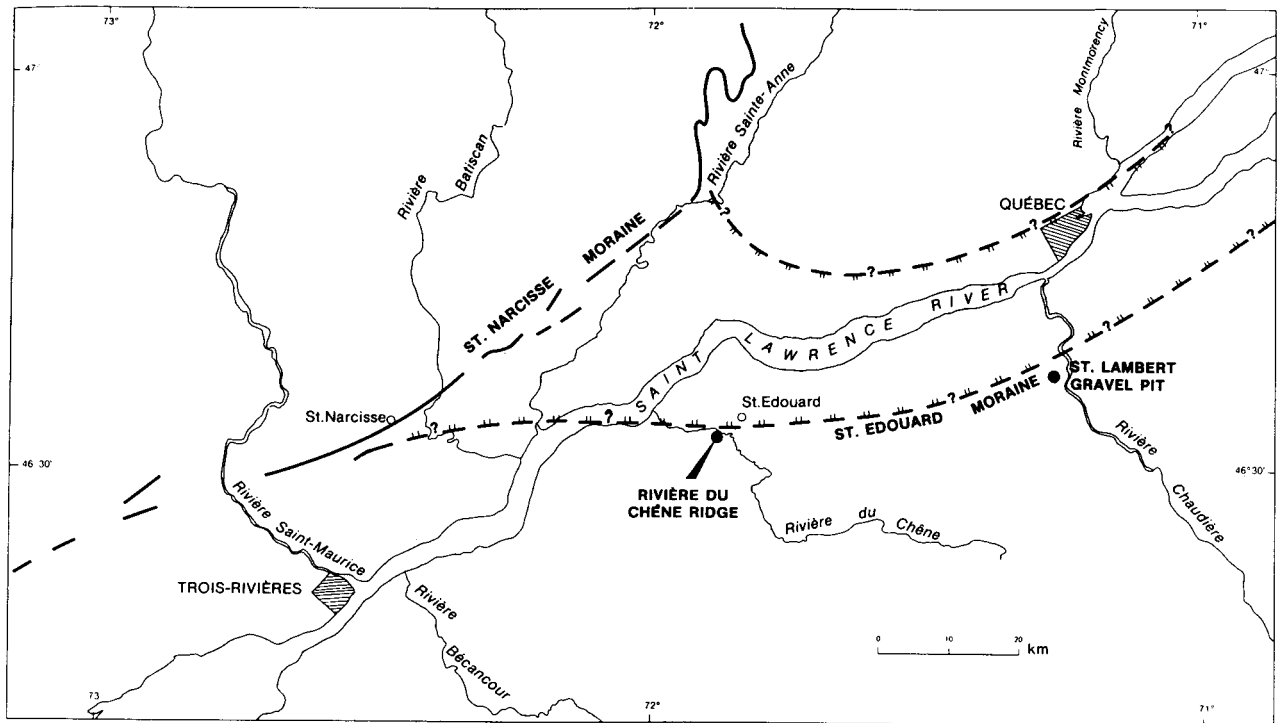 73°
72°
71°
47°
47°
Rivière Montmorency
Rivière Sainte-Anne
Rivière Batiscan
QUÉBEC
ST. NARCISSE MORAINE
?
?
?
?
SAINT LAWRENCE RIVER
?
?
ST. LAMBERT
GRAVEL PIT
St.Narcisse
St.Edouard
?
?
?
ST. EDOUARD MORAINE
46 30'
46°30'
RIVIÈRE DU
CHÊNE RIDGE
Rivière Saint-Maurice
Rivière du Chêne
Rivière Chaudière
TROIS-RIVIÈRES
Rivière Bécancour
0 10 20 km
73
72°
71°